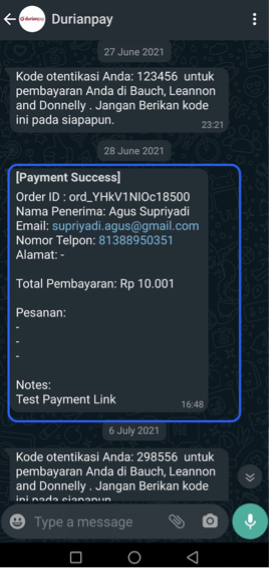 durianpay
Durianpay
27 June 2021
Kode otentikasi Anda: 123456 untuk
pembayaran Anda di Bauch, Leannon
and Donnelly . Jangan Berikan kode
ini pada siapapun.
23:21
28 June 2021
[Payment Success]
Order ID : ord_YHkV1NIOc18500
Nama Penerima: Agus Supriyadi
Email: supriyadi.agus@gmail.com
Nomor Telpon: 81388950351
Alamat: -
Total Pembayaran: Rp 10.001
Pesanan:
-
-
-
Notes:
Test Payment Link
16:48
6 July 2021
Kode otentikasi Anda: 298556 untuk
pembayaran Anda di Bauch, Leannon
and Donnelly . Jangan Berikan kode
ini pada siapapun
Type a message